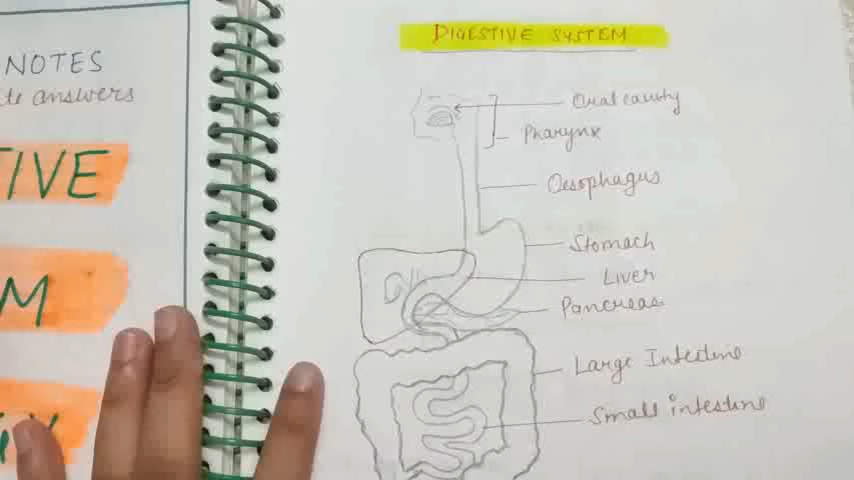 NOTES
te answers
TIVE
M
DIGESTIVE SYSTEM
Oral cavity
Pharynx
Oesophagus
Stomach
Liver
Pancreas
Large Intestine
Small intestine